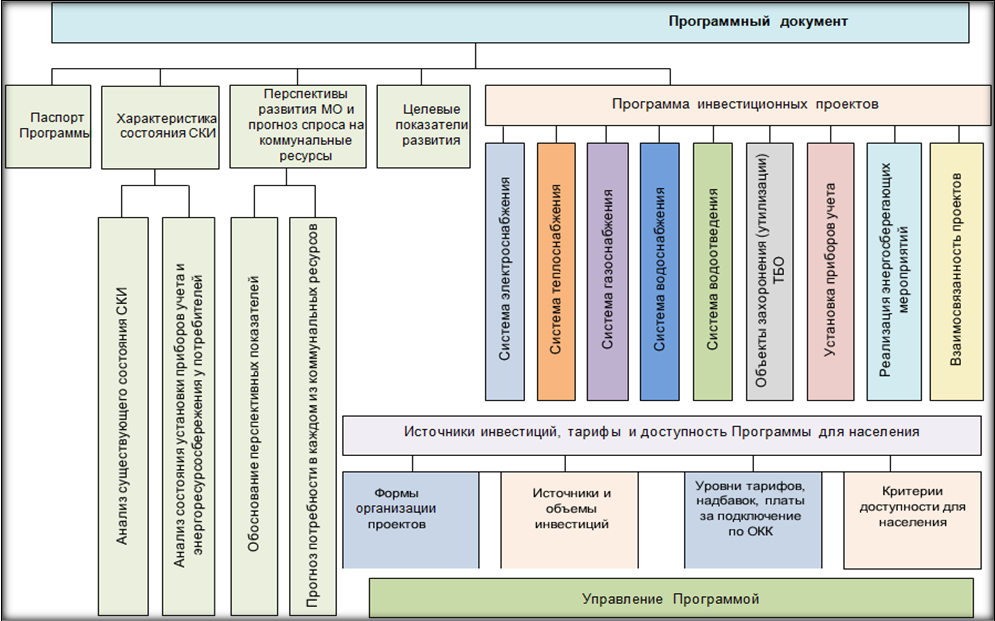 Программный документ
Паспорт
Программы
Характеристика
состояния СКИ
Перспективы
развития МО и
прогноз спроса на
коммунальные
ресурсы
Целевые
показатели
развития
Программа инвестиционных проектов
Анализ существующего состояния СКИ
Анализ состояния установки приборов учета и
энергоресурсосбережения у потребителей
Обоснование перспективных показателей
Прогноз потребности в каждом из коммунальных ресурсов
Система электроснабжения
Система теплоснабжения
Система газоснабжения
Система водоснабжения
Система водоотведения
Объекты захоронения (утилизации)
ТБО
Установка приборов учета
Реализация энергосберегающих
мероприятий
Взаимосвязанность проектов
Источники инвестиций, тарифы и доступность Программы для населения
Формы
организации
проектов
Источники и
объемы
инвестиций
Уровни тарифов,
надбавок, платы
за подключение
по ОКК
Критерии
доступности для
населения
Управление Программой